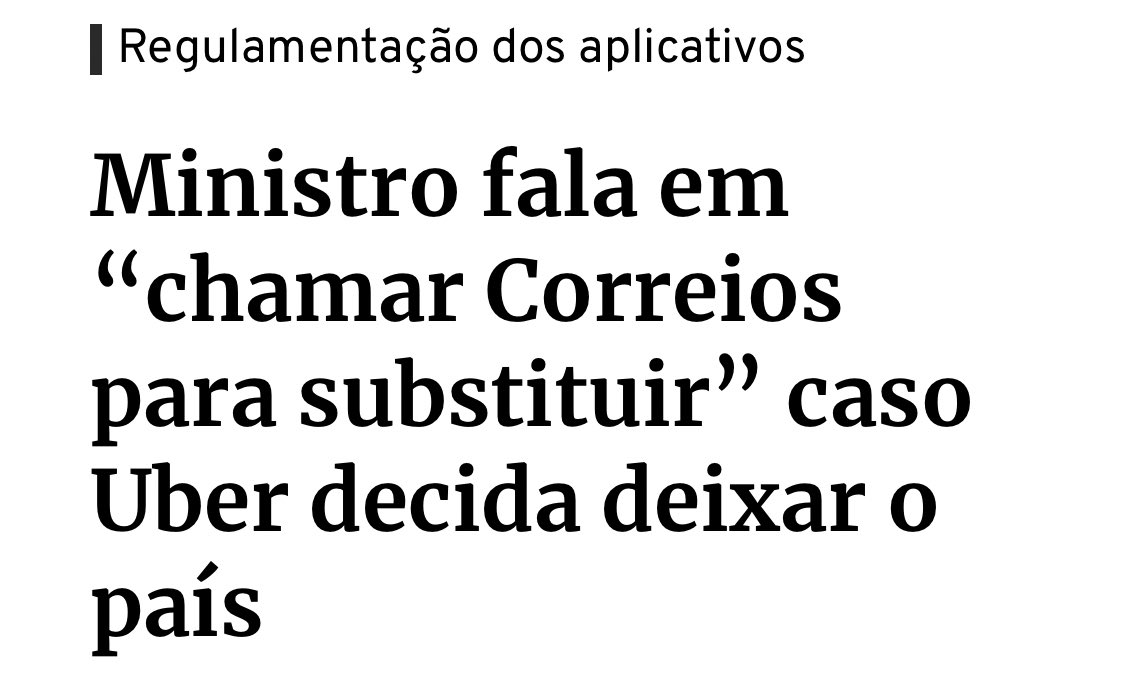 Regulamentação dos aplicativos
Ministro fala em
“chamar Correios
para substituir” caso
Uber decida deixar o
país